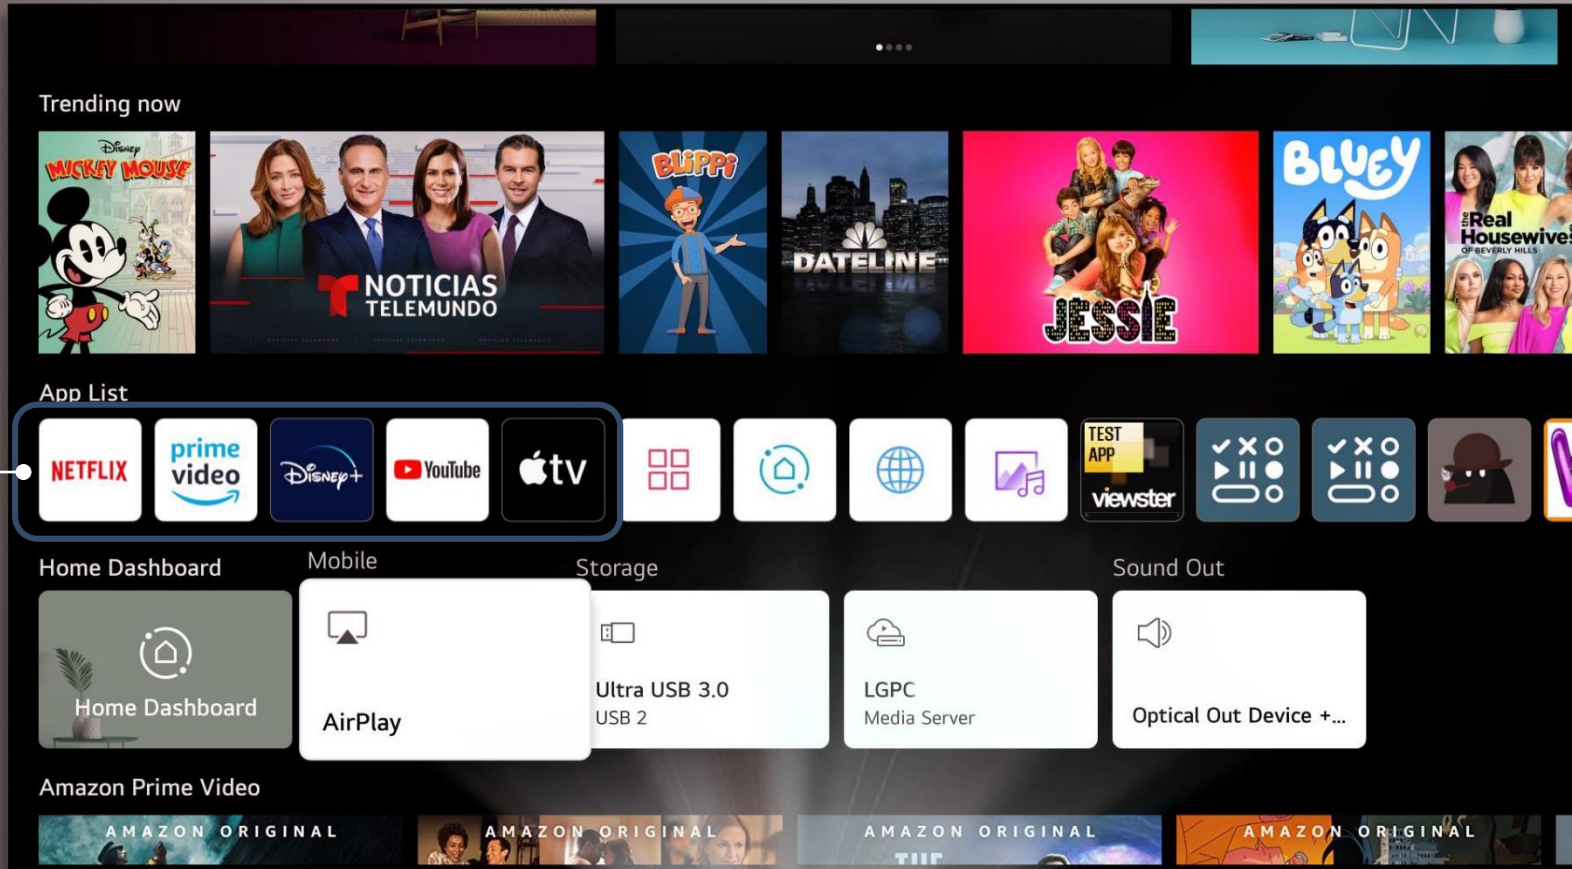 Trending now
Disney
MICKEY MOUSE
NOTICIAS
TELEMUNDO
BLiPPi
DATELINE
JESSIE
BLUEY
the Real
Housewives
OF BEVERLY HILLS
App List
NETFLIX
prime
video
Disney+
YouTube
tv
TEST
APP
viewster
Home Dashboard
Mobile
Storage
Sound Out
Home Dashboard
AirPlay
Ultra USB 3.0
USB 2
LGPC
Media Server
Optical Out Device +...
Amazon Prime Video
AMAZON ORIGINAL
AMAZON ORIGINAL
AMAZON ORIGINAL
THE
AMAZON ORIGINAL